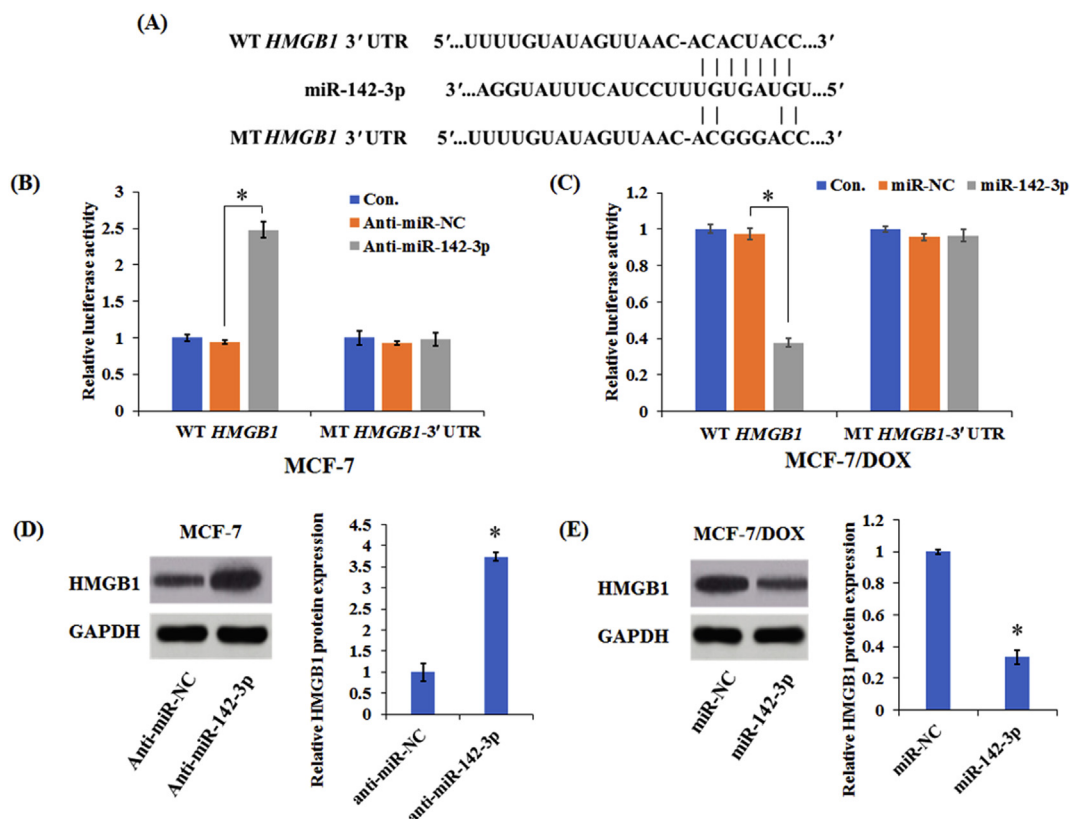 (A)
WT HMGB1 3′ UTR 5′...UUUUGUAUAGUUAAC-ACACUACC...3′
miR-142-3p 3′...AGGUAUUUCAUCCUUUGUGAUGU...5′
MT HMGB1 3′ UTR 5′...UUUUGUAUAGUUAAC-ACGGGACC...3′
(B)
Relative luciferase activity
3
2.5
2
1.5
1
0.5
0
*
Con.
Anti-miR-NC
Anti-miR-142-3p
WT HMGB1 MT HMGB1-3′ UTR
MCF-7
(C)
Con. miR-NC miR-142-3p
Relative luciferase activity
1.2
1
0.8
0.6
0.4
0.2
0
*
WT HMGB1 MT HMGB1-3′ UTR
MCF-7/DOX
(D)
MCF-7
HMGB1
GAPDH
Anti-miR-NC
Anti-miR-142-3p
Relative HMGB1 protein expression
4.5
4
3.5
3
2.5
2
1.5
1
0.5
0
*
anti-miR-NC
anti-miR-142-3p
(E)
MCF-7/DOX
HMGB1
GAPDH
miR-NC
miR-142-3p
Relative HMGB1 protein expression
1.2
1
0.8
0.6
0.4
0.2
0
*
miR-NC
miR-142-3p